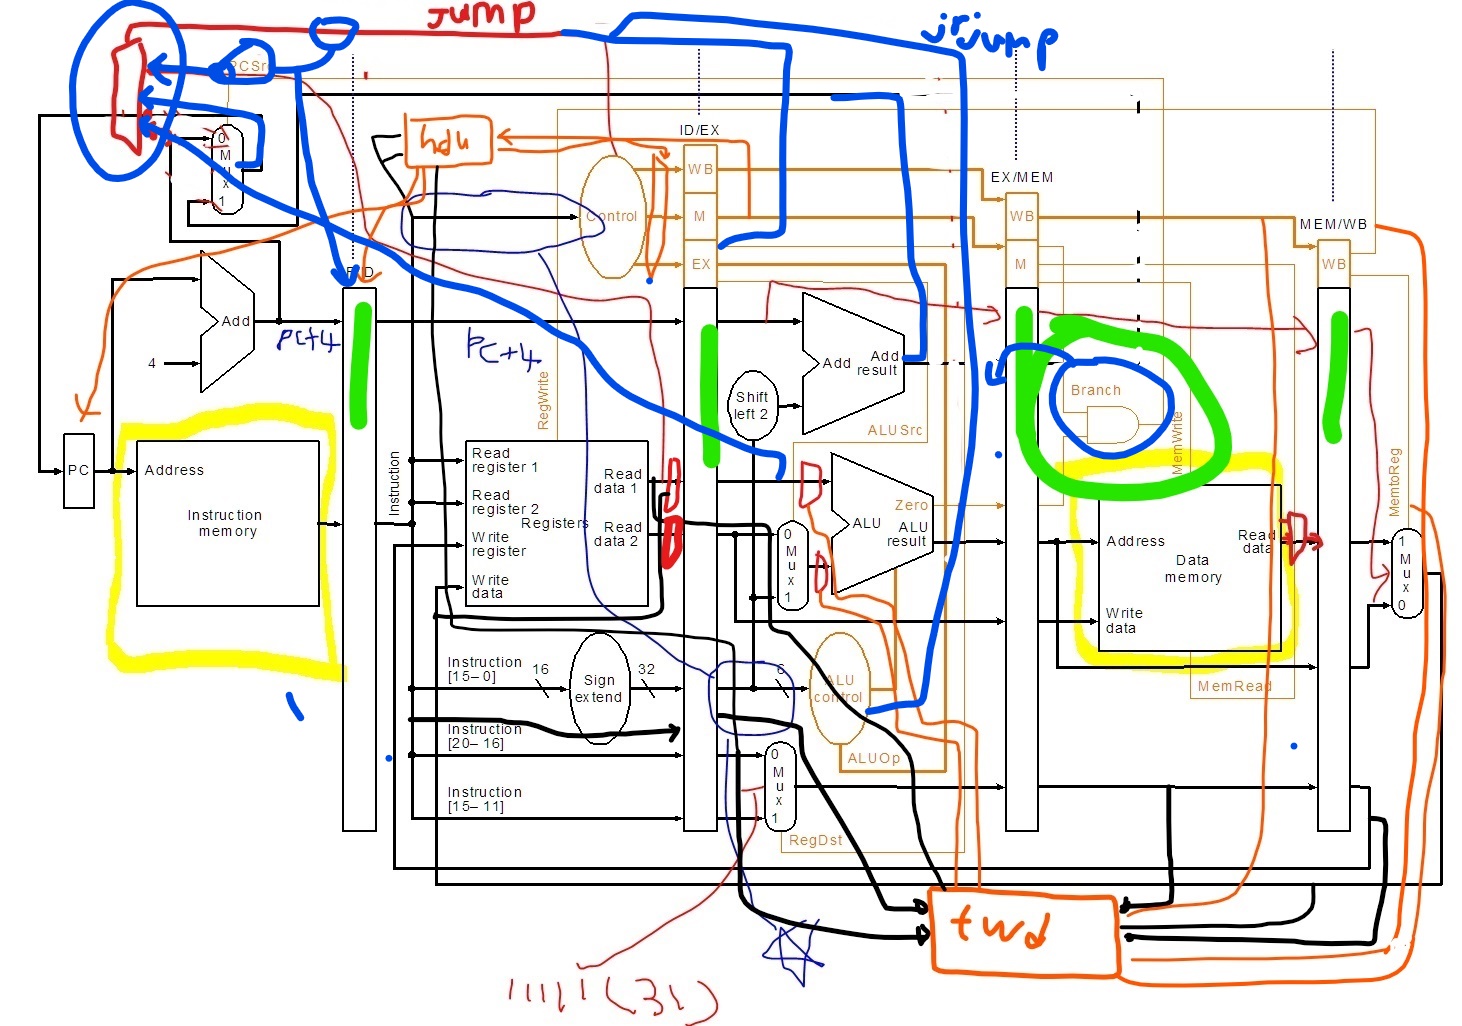 Jump
jrjump
PCSrc
hdu
ID/EX
WB
EX/MEM
0
M
u
x
1
Control
M
WB
MEM/WB
EX
M
WB
D
Add
PC+4
PC+4
4
Add
Add
result
Shift
left 2
Branch
RegWrite
ALUSrc
MemWrite
PC
Address
Instruction
memory
Instruction
Read
register 1
Read
register 2
Registers
Write
register
Write
data
Read
data 1
Read
data 2
0
M
u
x
1
Zero
ALU
ALU
result
Address
Read
data
Data
memory
Write
data
MemtoReg
1
M
u
x
0
Instruction
[15–0]
16
Sign
extend
32
6
ALU
control
MemRead
Instruction
[20–16]
0
M
u
x
1
ALUOp
Instruction
[15–11]
RegDst
twd
11111 (31)